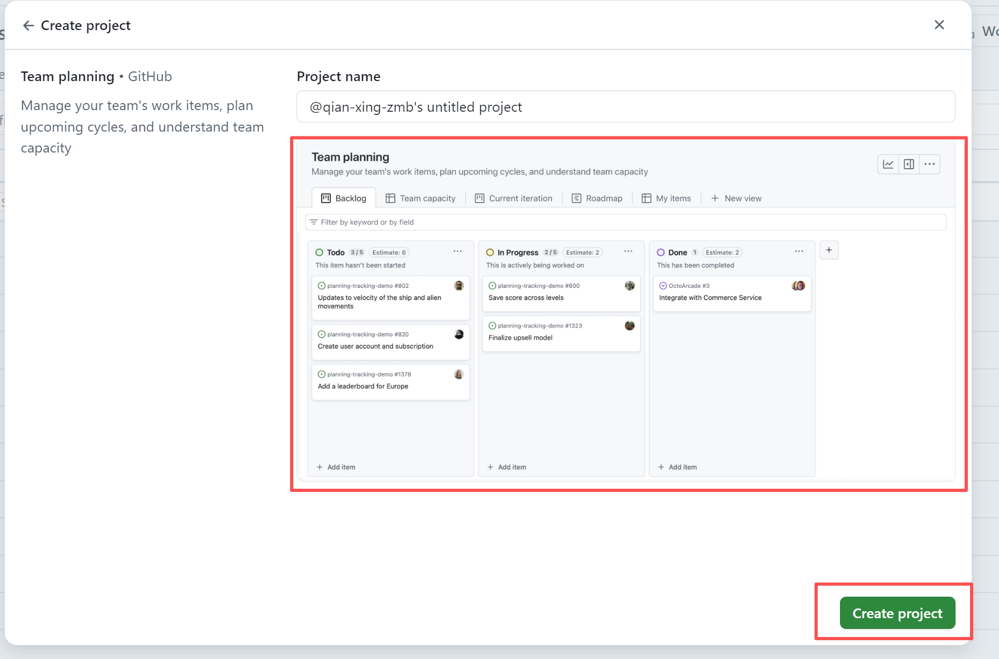 Create project
Team planning • GitHub
Manage your team's work items, plan
upcoming cycles, and understand team
capacity
Project name
@qian-xing-zmb's untitled project
Team planning
Manage your team's work items, plan upcoming cycles, and understand team capacity
Backlog Team capacity Current iteration Roadmap My items + New view
Filter by keyword or by field
Todo 3 / 5 Estimate: 6 ...
This item hasn't been started
planning-tracking-demo #802
Updates to velocity of the ship and alien
movements
planning-tracking-demo #820
Create user account and subscription
planning-tracking-demo #1378
Add a leaderboard for Europe
+ Add item
In Progress 2 / 5 Estimate: 2 ...
This is actively being worked on
planning-tracking-demo #800
Save score across levels
planning-tracking-demo #1323
Finalize upsell model
+ Add item
Done 1 Estimate: 2 ...
This has been completed
OctoArcade #3
Integrate with Commerce Service
+ Add item
+
Create project